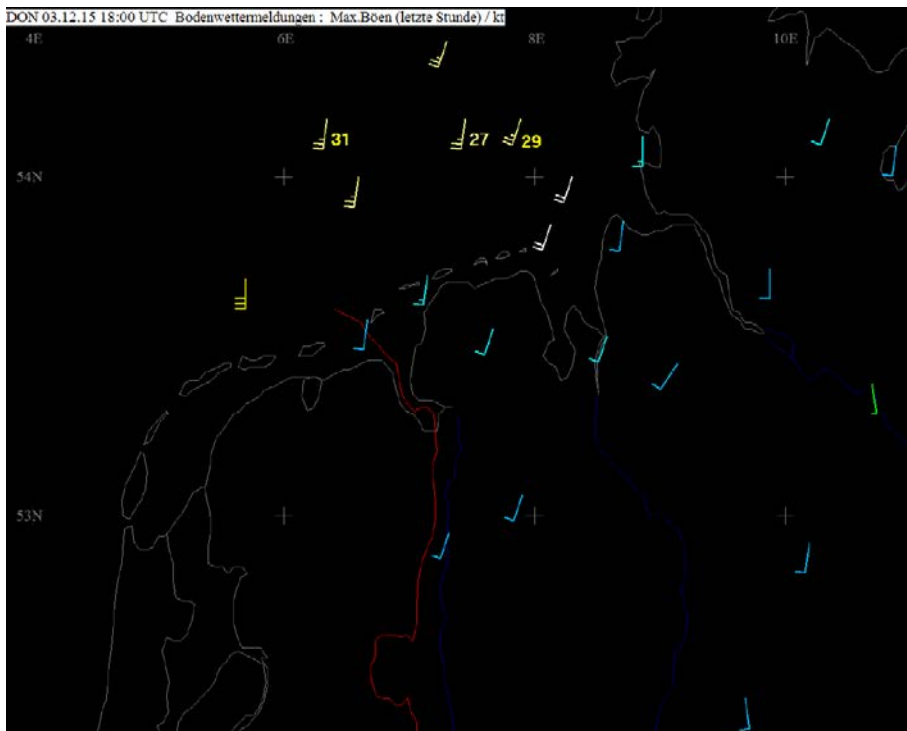 DON 03.12.15 18:00 UTC Bodenwettermeldungen : Max.Böen (letzte Stunde) / kt
4E 6E 8E 10E
31 27 29
54N
53N